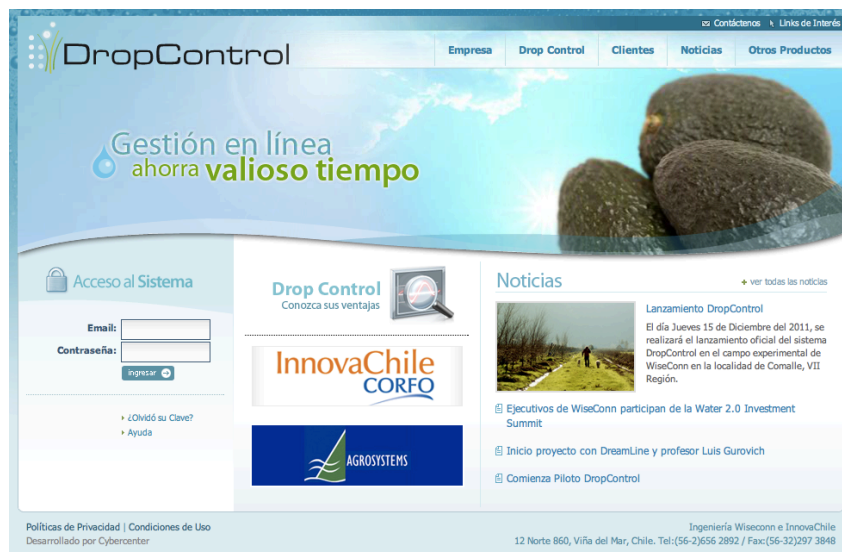 Contáctenos Links de Interés
DropControl
Empresa Drop Control Clientes Noticias Otros Productos
Gestión en línea
ahorra valioso tiempo
Acceso al Sistema
Email:
Contraseña:
ingresar
¿Olvidó su Clave?
Ayuda
Drop Control
Conozca sus ventajas
InnovaChile
CORFO
AGROSYSTEMS
Noticias
+ ver todas las noticias
Lanzamiento DropControl
El día Jueves 15 de Diciembre del 2011, se
realizará el lanzamiento oficial del sistema
DropControl en el campo experimental de
WiseConn en la localidad de Comalle, VII
Región.
Ejecutivos de WiseConn participan de la Water 2.0 Investment
Summit
Inicio proyecto con DreamLine y profesor Luis Gurovich
Comienza Piloto DropControl
Políticas de Privacidad | Condiciones de Uso
Desarrollado por Cybercenter
Ingeniería Wiseconn e InnovaChile
12 Norte 860, Viña del Mar, Chile. Tel:(56-2)656 2892 / Fax:(56-32)297 3848